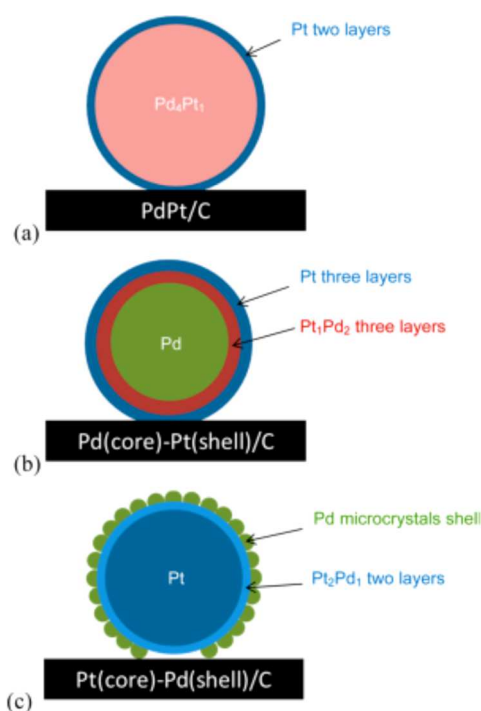 Pt two layers
Pd₄Pt₁
PdPt/C
(a)
Pt three layers
Pt₁Pd₂ three layers
Pd
Pd(core)-Pt(shell)/C
(b)
Pd microcrystals shell
Pt
Pt₂Pd₁ two layers
Pt(core)-Pd(shell)/C
(c)